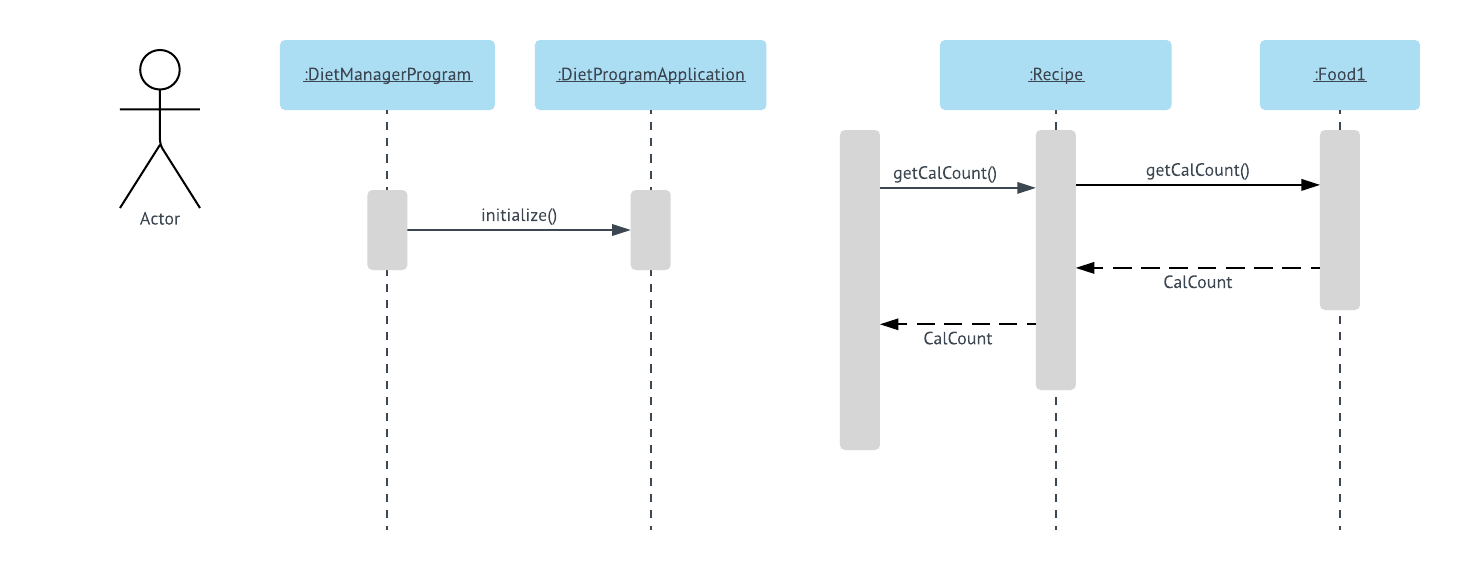 :DietManagerProgram
:DietProgramApplication
:Recipe
:Food1
Actor
initialize()
getCalCount()
getCalCount()
CalCount
CalCount